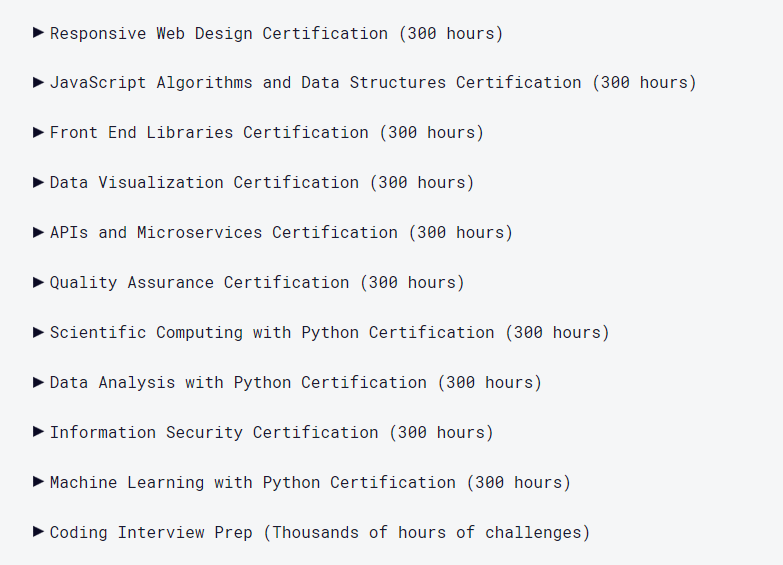 ▶ Responsive Web Design Certification (300 hours)
▶ JavaScript Algorithms and Data Structures Certification (300 hours)
▶ Front End Libraries Certification (300 hours)
▶ Data Visualization Certification (300 hours)
▶ APIs and Microservices Certification (300 hours)
▶ Quality Assurance Certification (300 hours)
▶ Scientific Computing with Python Certification (300 hours)
▶ Data Analysis with Python Certification (300 hours)
▶ Information Security Certification (300 hours)
▶ Machine Learning with Python Certification (300 hours)
▶ Coding Interview Prep (Thousands of hours of challenges)